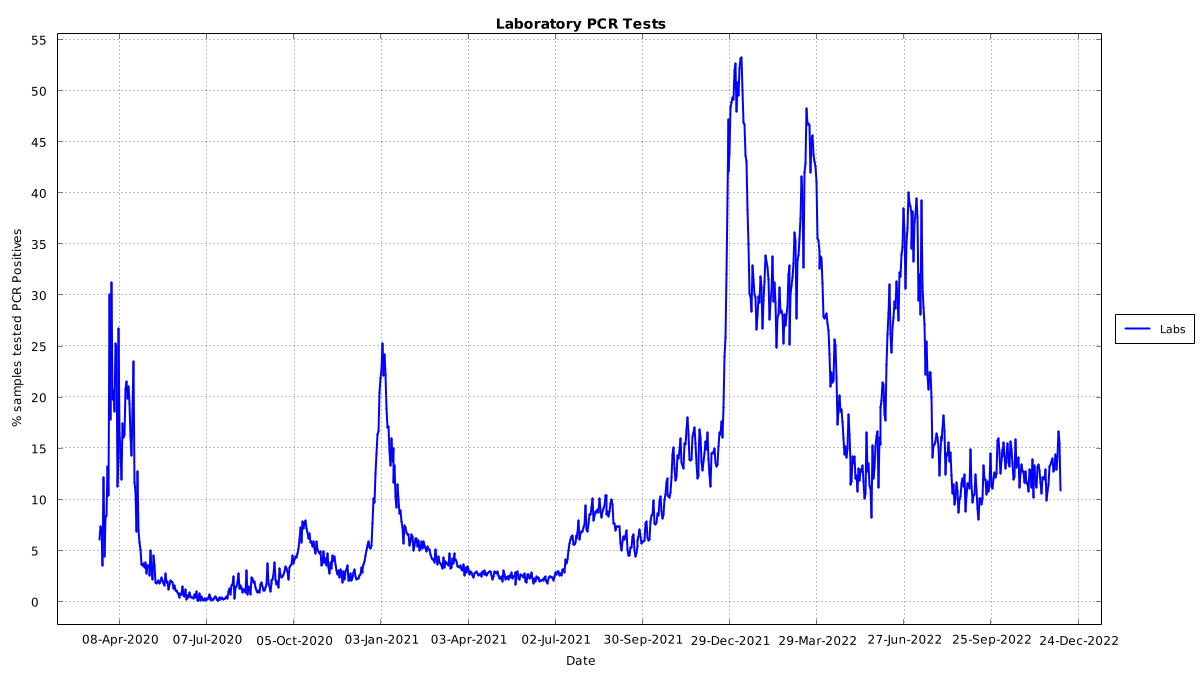 Laboratory PCR Tests
55
50
45
40
35
30
25
20
15
10
5
0
% samples tested PCR Positives
08-Apr-2020 07-Jul-2020 05-Oct-2020 03-Jan-2021 03-Apr-2021 02-Jul-2021 30-Sep-2021 29-Dec-2021 29-Mar-2022 27-Jun-2022 25-Sep-2022 24-Dec-2022
Date
Labs